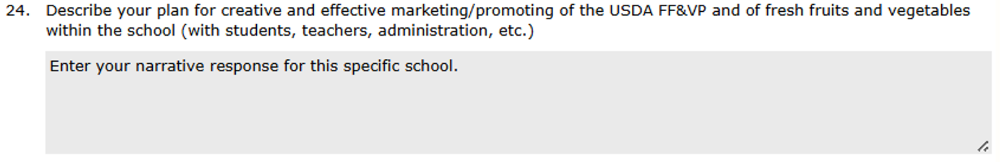 24. Describe your plan for creative and effective marketing/promoting of the USDA FF&VP and of fresh fruits and vegetables
within the school (with students, teachers, administration, etc.)
Enter your narrative response for this specific school.